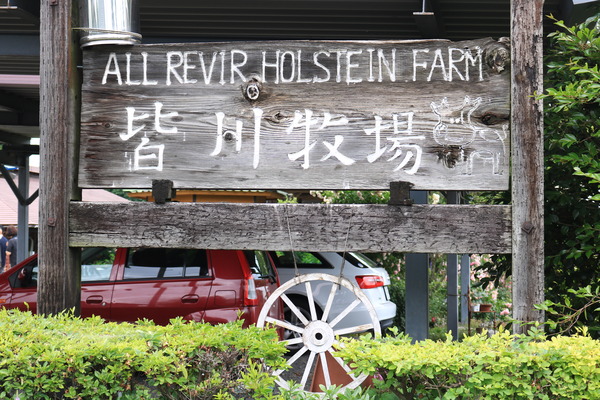 ALL REVIR HOLSTEIN FARM
皆川牧場